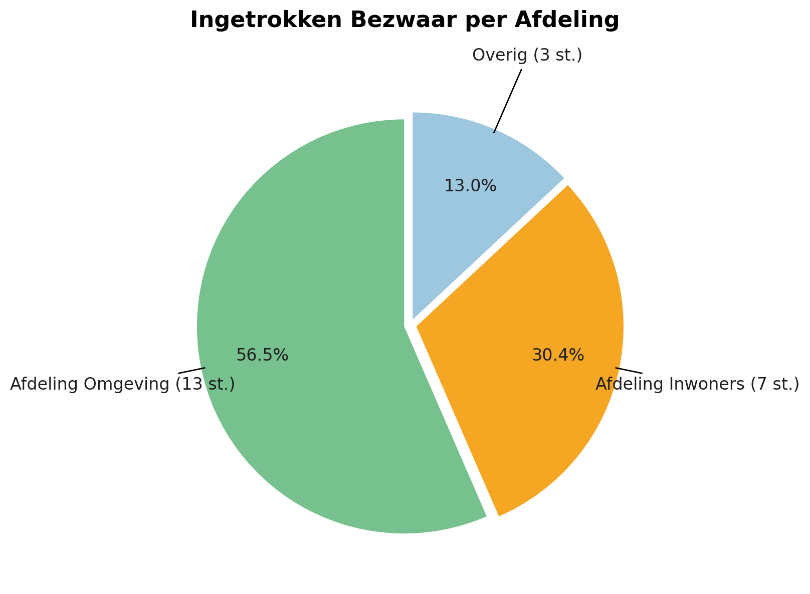 Ingetrokken Bezwaar per Afdeling
Overig (3 st.)
13.0%
56.5%
30.4%
Afdeling Omgeving (13 st.)
Afdeling Inwoners (7 st.)